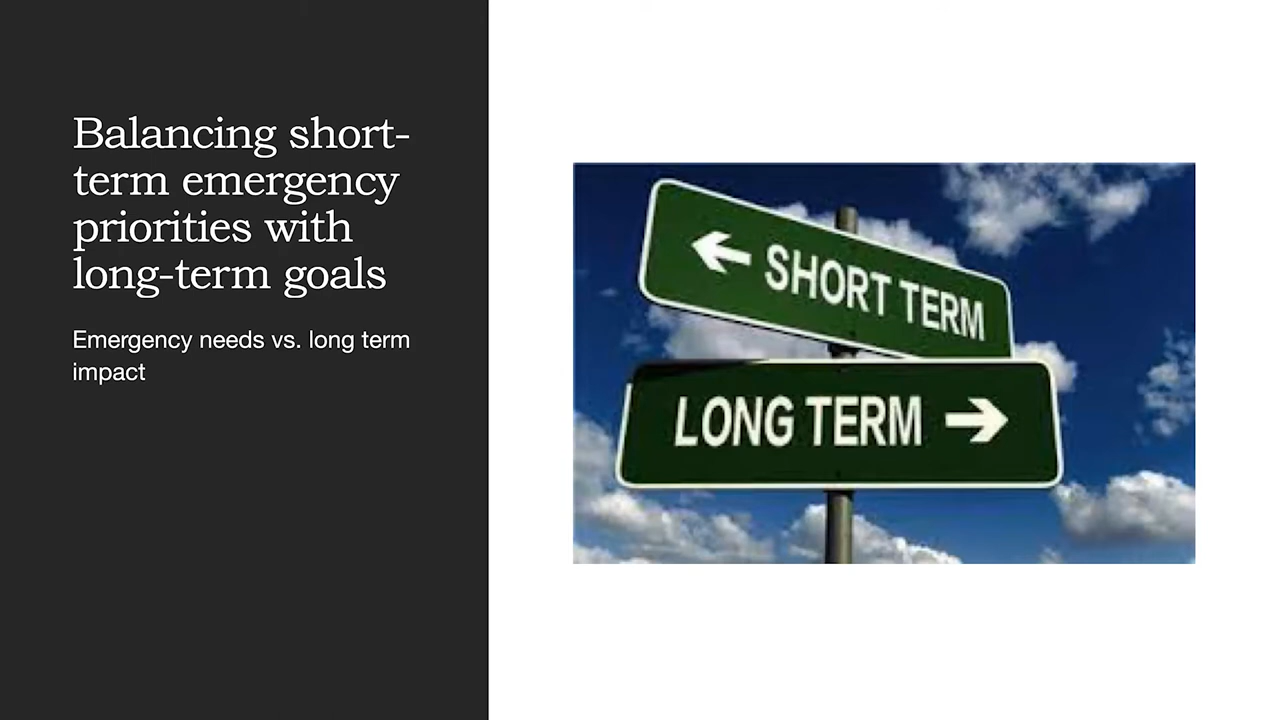 Balancing short-
term emergency
priorities with
long-term goals
Emergency needs vs. long term
impact
SHORT TERM
LONG TERM